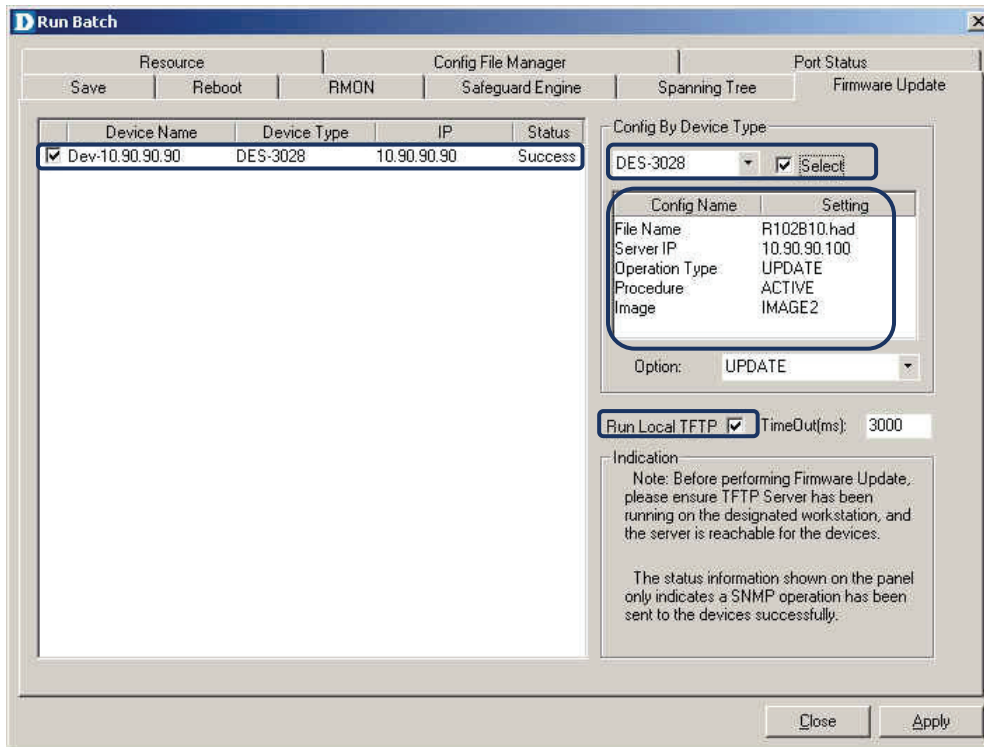 D Run Batch
Resource Config File Manager Port Status
Save Reboot RMON Safeguard Engine Spanning Tree Firmware Update
Device Name Device Type IP Status
Dev-10.90.90.90 DES-3028 10.90.90.90 Success
Config By Device Type
DES-3028 Select
Config Name Setting
File Name R102B10.had
Server IP 10.90.90.100
Operation Type UPDATE
Procedure ACTIVE
Image IMAGE2
Option: UPDATE
Run Local TFTP TimeOut(ms): 3000
Indication
Note: Before performing Firmware Update,
please ensure TFTP Server has been
running on the designated workstation, and
the server is reachable for the devices.
The status information shown on the panel
only indicates a SNMP operation has been
sent to the devices successfully.
Close Apply